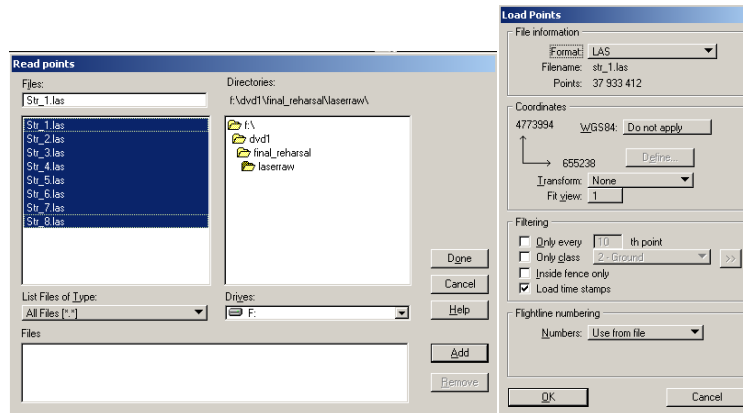 Read points
Files:
Str_1.las
Str_1.las
Str_2.las
Str_3.las
Str_4.las
Str_5.las
Str_6.las
Str_7.las
Str_8.las
List Files of Type:
All Files [*.*]
Directories:
f:\dvd1\final_reharsal\laserraw\
f:\
dvd1
final_reharsal
laserraw
Drives:
F:
Done
Cancel
Help
Files
Add
Remove
Load Points
File information
Format: LAS
Filename: str_1.las
Points: 37 933 412
Coordinates
4773994 WGS84: Do not apply
655238 Define...
Transform: None
Fit view: 1
Filtering
Only every 10 th point
Only class 2 - Ground >>
Inside fence only
Load time stamps
Flightline numbering
Numbers: Use from file
OK Cancel